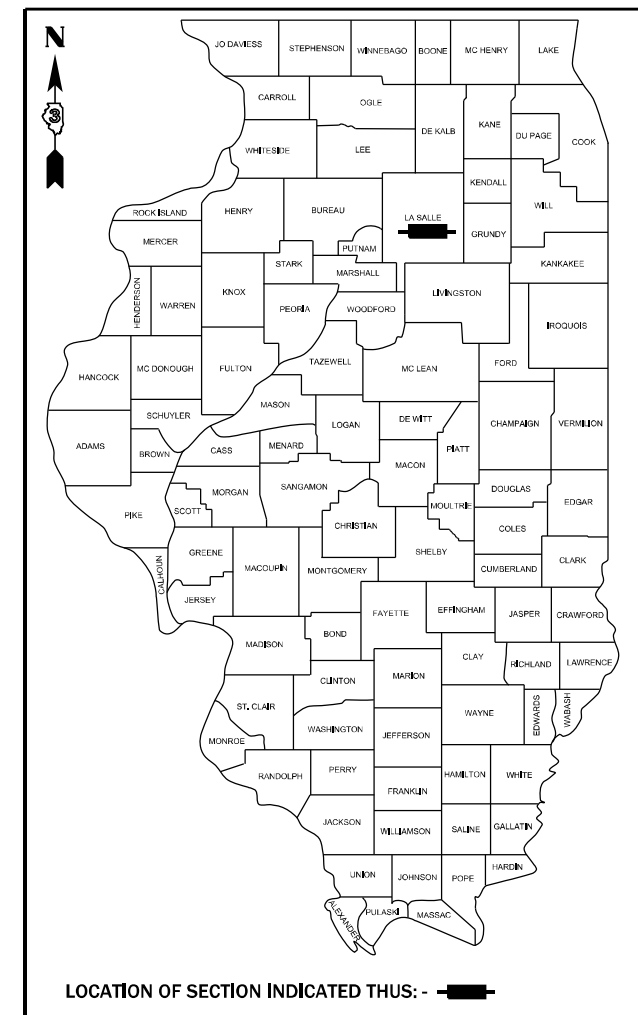 N
3
JO DAVIESS
STEPHENSON
WINNEBAGO
BOONE
MC HENRY
LAKE
CARROLL
OGLE
DE KALB
KANE
DU PAGE
COOK
WHITESIDE
LEE
KENDALL
WILL
ROCK ISLAND
HENRY
BUREAU
LA SALLE
GRUNDY
MERCER
PUTNAM
KANKAKEE
STARK
MARSHALL
HENDERSON
WARREN
KNOX
PEORIA
WOODFORD
LIVINGSTON
IROQUOIS
HANCOCK
MC DONOUGH
FULTON
TAZEWELL
MC LEAN
FORD
SCHUYLER
MASON
LOGAN
DE WITT
CHAMPAIGN
VERMILION
ADAMS
BROWN
CASS
MENARD
PIATT
MACON
PIKE
SCOTT
MORGAN
SANGAMON
CHRISTIAN
MOULTRIE
DOUGLAS
EDGAR
COLES
CALHOUN
GREENE
MACOUPIN
MONTGOMERY
SHELBY
CUMBERLAND
CLARK
JERSEY
FAYETTE
EFFINGHAM
JASPER
CRAWFORD
MADISON
BOND
CLAY
RICHLAND
LAWRENCE
CLINTON
MARION
ST. CLAIR
WAYNE
EDWARDS
WABASH
MONROE
WASHINGTON
JEFFERSON
RANDOLPH
PERRY
HAMILTON
WHITE
FRANKLIN
JACKSON
WILLIAMSON
SALINE
GALLATIN
UNION
JOHNSON
POPE
HARDIN
ALEXANDER
PULASKI
MASSAC
LOCATION OF SECTION INDICATED THUS: -